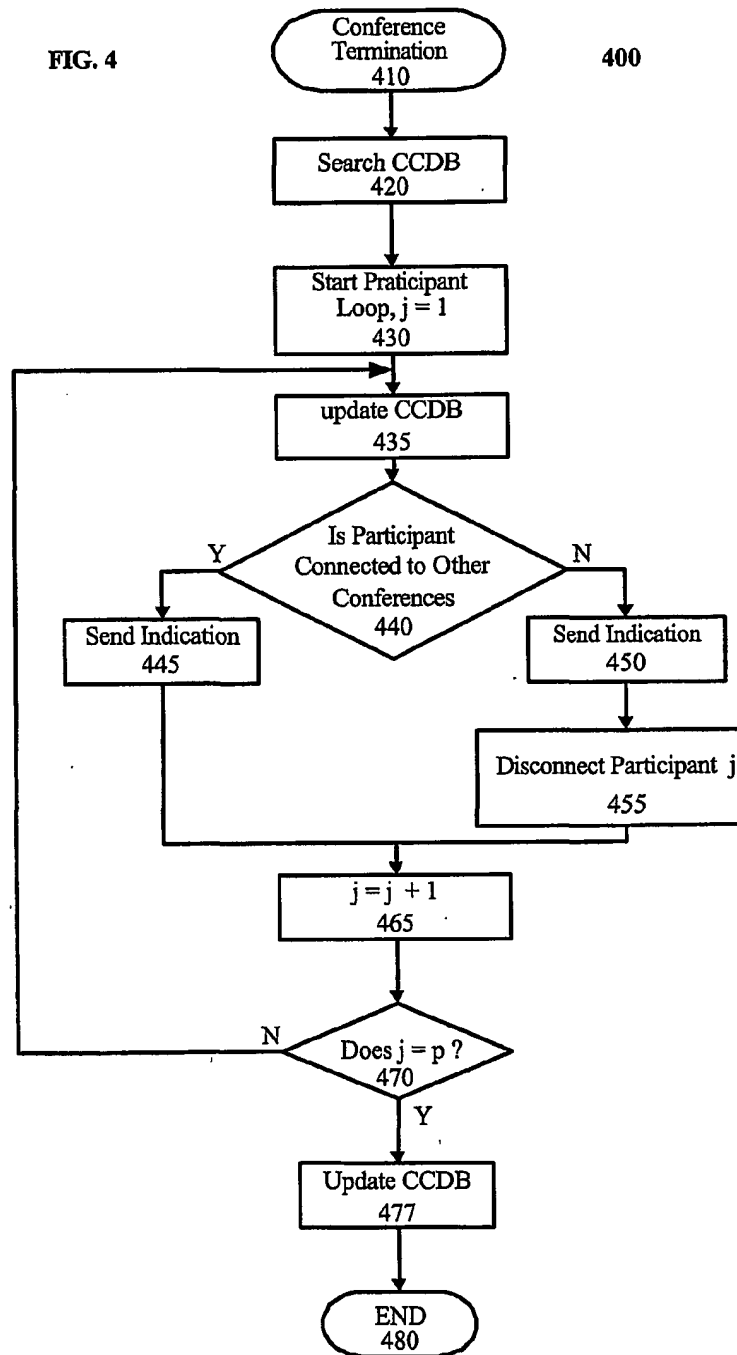 FIG. 4
400
Conference
Termination
410
Search CCDB
420
Start Praticipant
Loop, j = 1
430
update CCDB
435
Is Participant
Connected to Other
Conferences
440
Y
N
Send Indication
445
Send Indication
450
Disconnect Participant j
455
j = j + 1
465
Does j = p ?
470
N
Y
Update CCDB
477
END
480